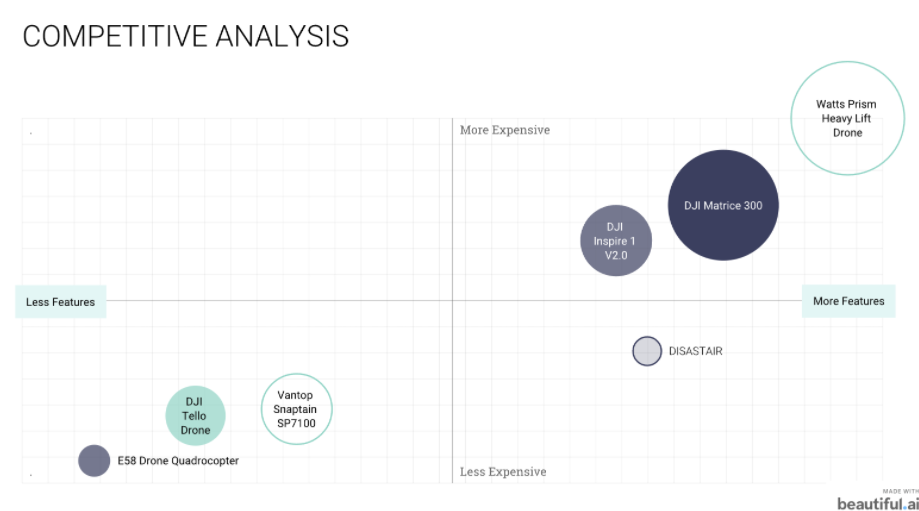 COMPETITIVE ANALYSIS
Watts Prism
Heavy Lift
Drone
More Expensive
DJI Matrice 300
DJI
Inspire 1
V2.0
Less Features
More Features
DISASTAIR
DJI
Tello
Drone
Vantop
Snaptain
SP7100
E58 Drone Quadrocopter
Less Expensive
MADE WITH
beautiful.ai